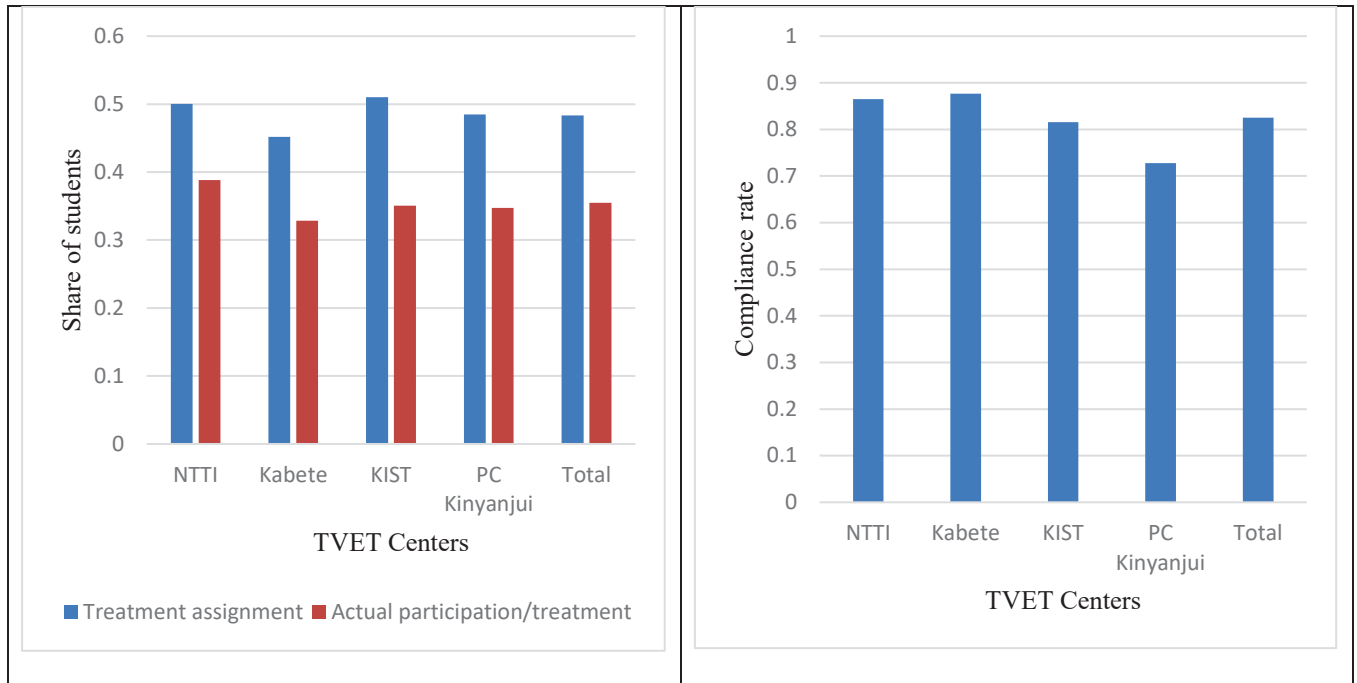 0.6
0.5
0.4
0.3
0.2
0.1
0
Share of students
NTTI Kabete KIST PC Kinyanjui Total
TVET Centers
Treatment assignment Actual participation/treatment
1
0.9
0.8
0.7
0.6
0.5
0.4
0.3
0.2
0.1
0
Compliance rate
NTTI Kabete KIST PC Kinyanjui Total
TVET Centers